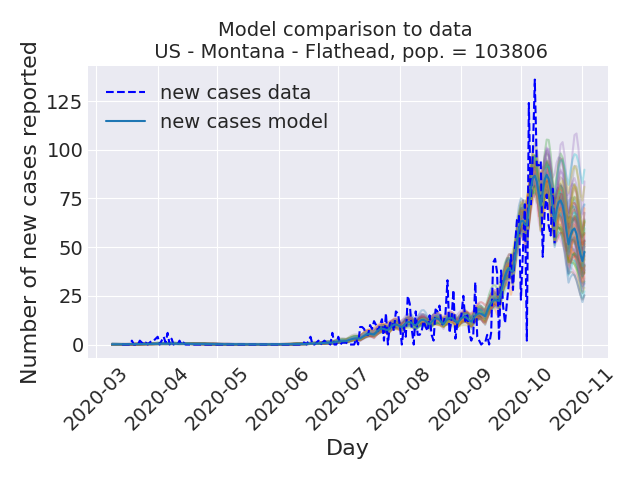 Model comparison to data
US - Montana - Flathead, pop. = 103806
Number of new cases reported
new cases data
new cases model
125
100
75
50
25
0
2020-03
2020-04
2020-05
2020-06
2020-07
2020-08
2020-09
2020-10
2020-11
Day